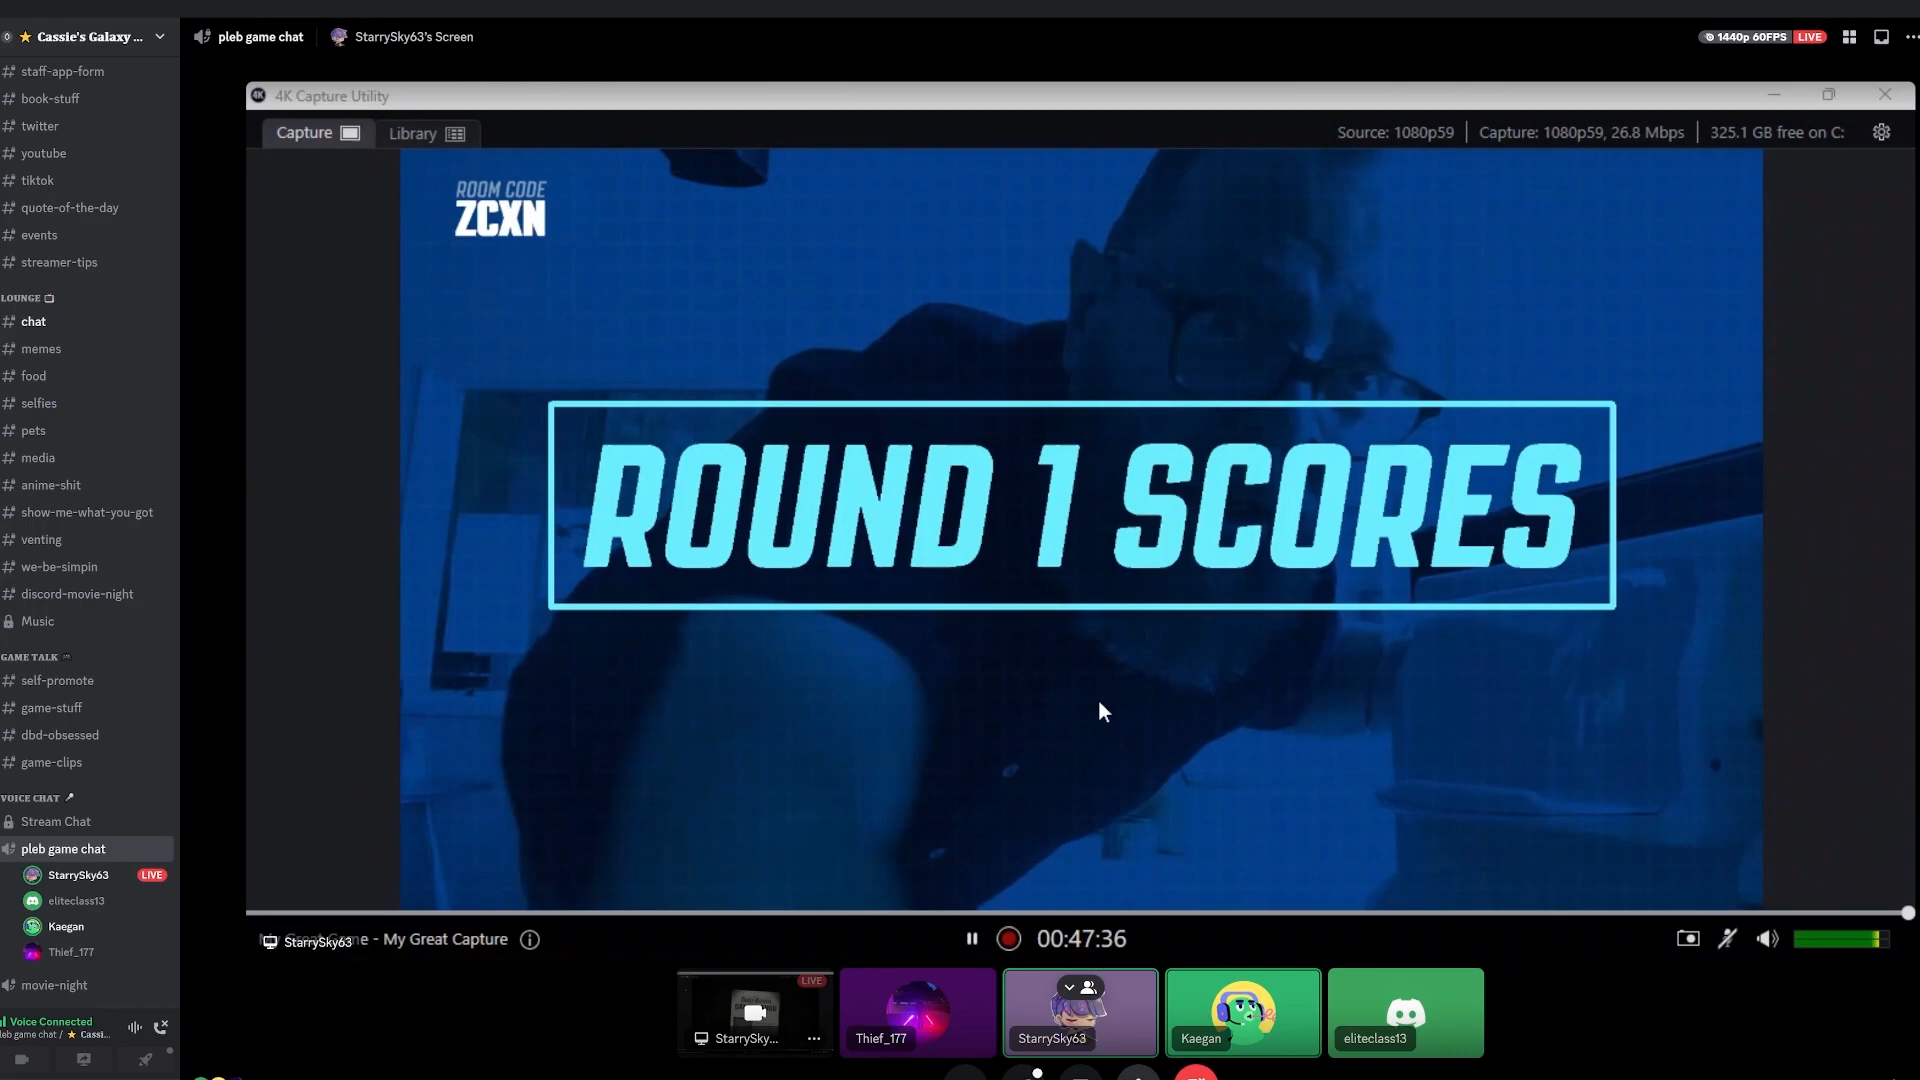 Cassie's Galaxy ...
staff-app-form
book-stuff
twitter
youtube
tiktok
quote-of-the-day
events
streamer-tips
LOUNGE
chat
memes
food
selfies
pets
media
anime-shit
show-me-what-you-got
venting
we-be-simpin
discord-movie-night
Music
GAME TALK
self-promote
game-stuff
dbd-obsessed
game-clips
VOICE CHAT
Stream Chat
pleb game chat
StarrySky63 LIVE
eliteclass13
Kaegan
Thief_177
movie-night
Voice Connected
leb game chat / Cassi...
pleb game chat StarrySky63's Screen
1440p 60FPS LIVE
4K Capture Utility
Capture Library
Source: 1080p59 Capture: 1080p59, 26.8 Mbps 325.1 GB free on C:
ROOM CODE
ZCXN
ROUND 1 SCORES
StarrySky63 - My Great Capture
00:47:36
LIVE
StarrySky...
Thief_177
StarrySky63
Kaegan
eliteclass13